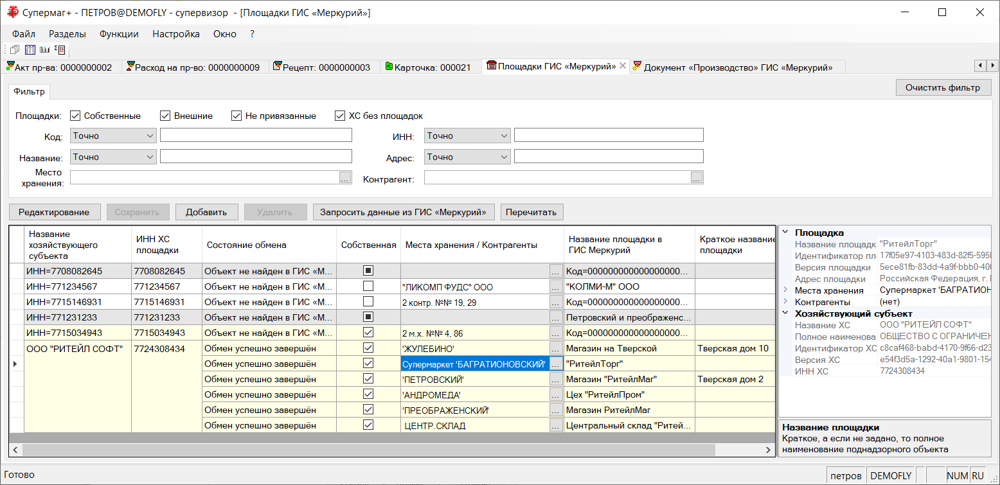 Супермаг+ - ПЕТРОВ@DEMOFLY - супервизор - [Площадки ГИС «Меркурий»]
Файл Разделы Функции Настройка Окно ?
Акт пр-ва: 0000000002 Расход на пр-во: 0000000009 Рецепт: 0000000003 Карточка: 000021 Площадки ГИС «Меркурий» Документ «Производство» ГИС «Меркурий»
Фильтр Очистить фильтр
Площадки: Собственные Внешние Не привязанные ХС без площадок
Код: Точно ИНН: Точно
Название: Точно Адрес: Точно
Место
хранения: ... Контрагент: ...
Редактирование Сохранить Добавить Удалить Запросить данные из ГИС «Меркурий» Перечитать
Название
хозяйствующего
субъекта
ИНН ХС
площадки
Состояние обмена
Собственная
Места хранения / Контрагенты
Название площадки в
ГИС Меркурий
Краткое название
площадки
ИНН=7708082645 7708082645 Объект не найден в ГИС «М... ... Код=000000000000000000...
ИНН=771234567 771234567 Объект не найден в ГИС «М... "ЛИКОМП ФУДС" ООО ... "КОЛМИ-М" ООО
ИНН=7715146931 7715146931 Объект не найден в ГИС «М... 2 контр. №№ 19, 29 ... Код=000000000000000000...
ИНН=771231233 771231233 Объект не найден в ГИС «М... ... Петровский и преображенс...
ИНН=7715034943 7715034943 Объект не найден в ГИС «М... 2 м.х. №№ 4, 86 ... Код=000000000000000000...
ООО "РИТЕЙЛ СОФТ" 7724308434 Обмен успешно завершён 'ЖУЛЕБИНО' ... Магазин на Тверской Тверская дом 10
Обмен успешно завершён Супермаркет 'БАГРАТИОНОВСКИЙ' ... "РитейлТорг"
Обмен успешно завершён 'ПЕТРОВСКИЙ' ... Магазин "РитейлМаг" Тверская дом 2
Обмен успешно завершён 'АНДРОМЕДА' ... Цех "РитейлПром"
Обмен успешно завершён 'ПРЕОБРАЖЕНСКИЙ' ... Магазин РитейлМаг
Обмен успешно завершён ЦЕНТР.СКЛАД ... Центральный склад "Ритей...
Площадка
Название площадк "РитейлТорг"
Идентификатор пл 17f05e97-4103-483d-82f5-595
Версия площадки 5ece81fb-83dd-4a9f-bbb0-40
Адрес площадки Российская Федерация, г.
Места хранения Супермаркет 'БАГРАТИОН
Контрагенты (нет)
Хозяйствующий субъект
Название ХС ООО "РИТЕЙЛ СОФТ"
Полное наименова ОБЩЕСТВО С ОГРАНИЧЕН
Идентификатор ХС c8caf468-babd-4170-9f66-d23
Версия ХС e54f3d5a-1292-40a1-9801-154
ИНН ХС 7724308434
Название площадки
Краткое, а если не задано, то полное
наименование поднадзорного объекта
Готово петров DEMOFLY NUM RU